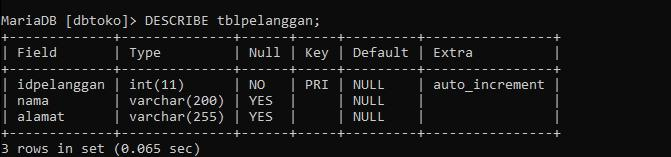 MariaDB [dbtoko]> DESCRIBE tblpelanggan;
+-------------+--------------+------+-----+---------+----------------+
| Field       | Type         | Null | Key | Default | Extra          |
+-------------+--------------+------+-----+---------+----------------+
| idpelanggan | int(11)      | NO   | PRI | NULL    | auto_increment |
| nama        | varchar(200) | YES  |     | NULL    |                |
| alamat      | varchar(255) | YES  |     | NULL    |                |
+-------------+--------------+------+-----+---------+----------------+
3 rows in set (0.065 sec)